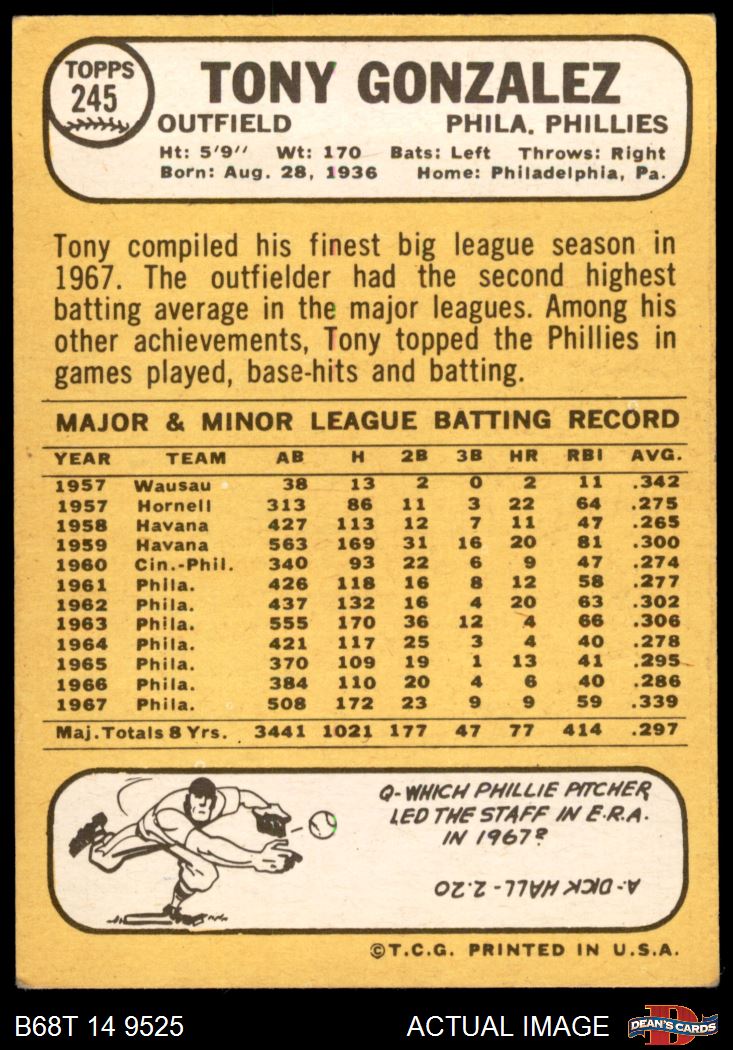 TOPPS
245
TONY GONZALEZ
OUTFIELD PHILA. PHILLIES
Ht: 5'9" Wt: 170 Bats: Left Throws: Right
Born: Aug. 28, 1936 Home: Philadelphia, Pa.
Tony compiled his finest big league season in
1967. The outfielder had the second highest
batting average in the major leagues. Among his
other achievements, Tony topped the Phillies in
games played, base-hits and batting.
MAJOR & MINOR LEAGUE BATTING RECORD
YEAR TEAM AB H 2B 3B HR RBI AVG.
1957 Wausau 38 13 2 0 2 11 .342
1957 Hornell 313 86 11 3 22 64 .275
1958 Havana 427 113 12 7 11 47 .265
1959 Havana 563 169 31 16 20 81 .300
1960 Cin.-Phil. 340 93 22 6 9 47 .274
1961 Phila. 426 118 16 8 12 58 .277
1962 Phila. 437 132 16 4 20 63 .302
1963 Phila. 555 170 36 12 4 66 .306
1964 Phila. 421 117 25 3 4 40 .278
1965 Phila. 370 109 19 1 13 41 .295
1966 Phila. 384 110 20 4 6 40 .286
1967 Phila. 508 172 23 9 9 59 .339
Maj. Totals 8 Yrs. 3441 1021 177 47 77 414 .297
Q-WHICH PHILLIE PITCHER
LED THE STAFF IN E.R.A.
IN 1967?
A-DICK HALL-2.20
©T.C.G. PRINTED IN U.S.A.
B68T 14 9525 ACTUAL IMAGE D DEAN'S CARDS